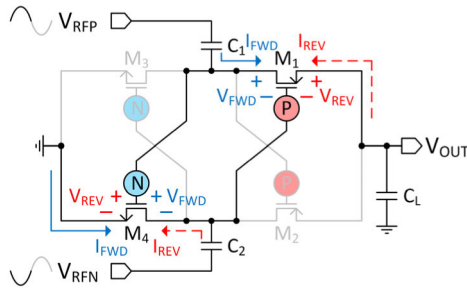 V_RFP
C_1
I_FWD
M_1
I_REV
M_3
+
+
V_FWD
−
−
V_REV
N
P
V_OUT
N
P
V_REV
+
+
V_FWD
−
−
C_L
M_4
I_FWD
I_REV
C_2
M_2
V_RFN